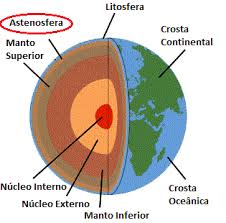 Litosfera
Astenosfera
Manto
Superior
Crosta
Continental
Núcleo Interno
Núcleo Externo
Manto Inferior
Crosta
Oceânica